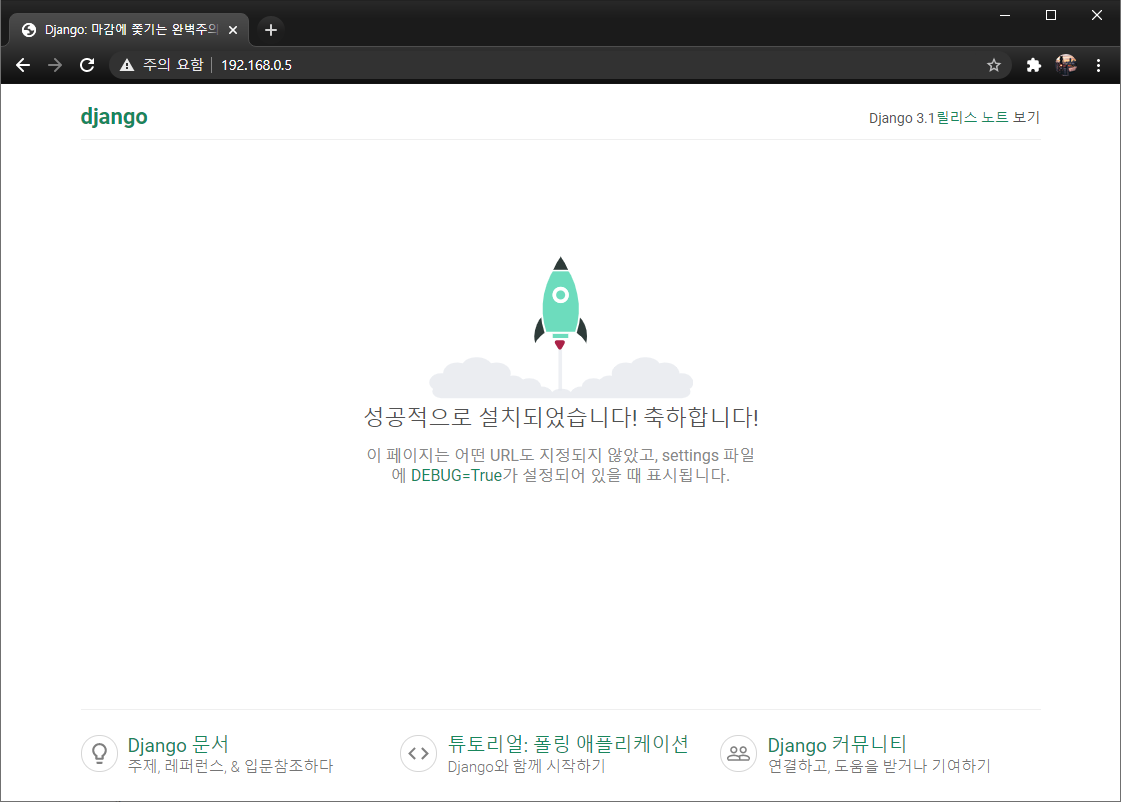 Django: 마감에 쫓기는 완벽주의
주의 요함 192.168.0.5
django
Django 3.1릴리스 노트 보기
성공적으로 설치되었습니다! 축하합니다!
이 페이지는 어떤 URL도 지정되지 않았고, settings 파일
에 DEBUG=True가 설정되어 있을 때 표시됩니다.
Django 문서
주제, 레퍼런스, & 입문참조하다
튜토리얼: 폴링 애플리케이션
Django와 함께 시작하기
Django 커뮤니티
연결하고, 도움을 받거나 기여하기